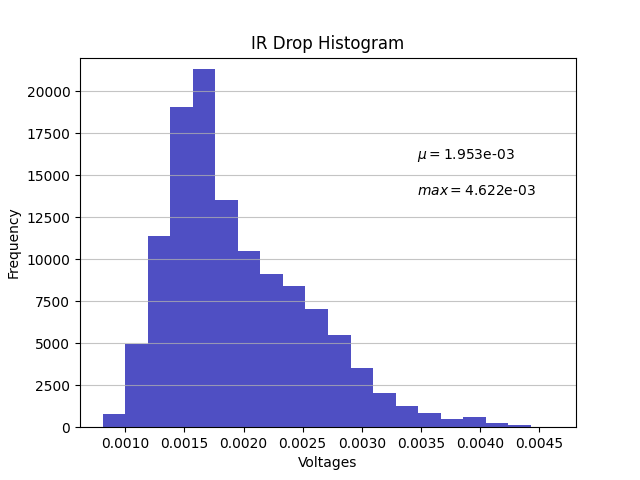 IR Drop Histogram
20000
17500
15000
12500
10000
7500
5000
2500
0
Frequency
μ = 1.953e-03
max = 4.622e-03
0.0010 0.0015 0.0020 0.0025 0.0030 0.0035 0.0040 0.0045
Voltages